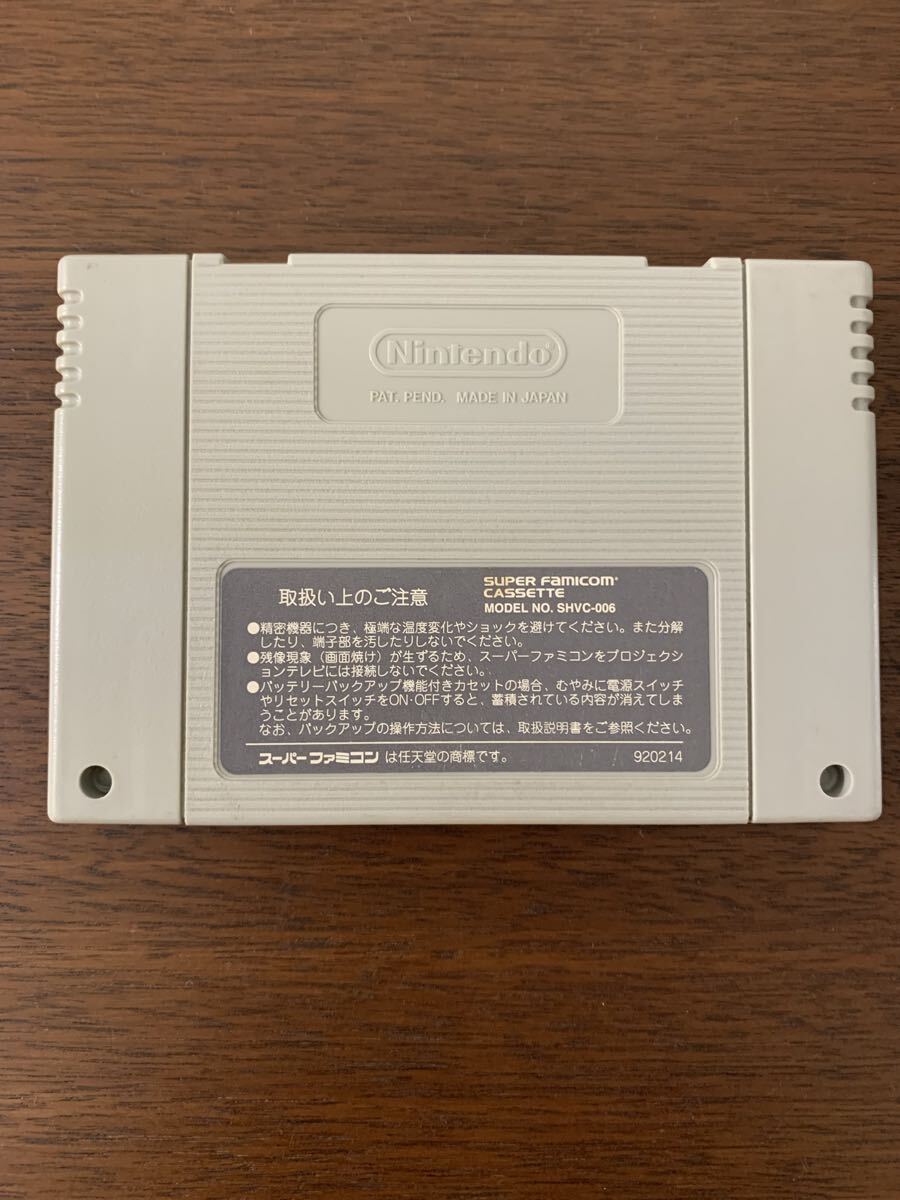 Nintendo®
PAT. PEND. MADE IN JAPAN
取扱い上のご注意
SUPER FAMICOM®
CASSETTE
MODEL NO. SHVC-006
●精密機器につき、極端な温度変化やショックを避けてください。また分解
したり、端子部を汚したりしないでください。
●残像現象(画面焼け)が生ずるため、スーパーファミコンをプロジェクシ
ョンテレビには接続しないでください。
●バッテリーバックアップ機能付きカセットの場合、むやみに電源スイッチ
やリセットスイッチをON·OFFすると、蓄積されている内容が消えてしま
うことがあります。
なお、バックアップの操作方法については、取扱説明書をご参照ください。
スーパーファミコン は任天堂の商標です。 920214